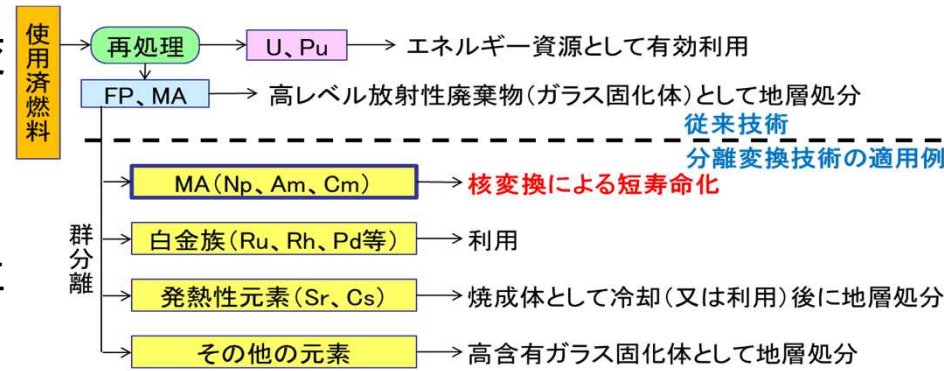 使用済燃料
再処理
U、Pu
エネルギー資源として有効利用
FP、MA
高レベル放射性廃棄物(ガラス固化体)として地層処分
従来技術
分離変換技術の適用例
群分離
MA(Np、Am、Cm)
核変換による短寿命化
白金族(Ru、Rh、Pd等)
利用
発熱性元素(Sr、Cs)
焼成体として冷却(又は利用)後に地層処分
その他の元素
高含有ガラス固化体として地層処分